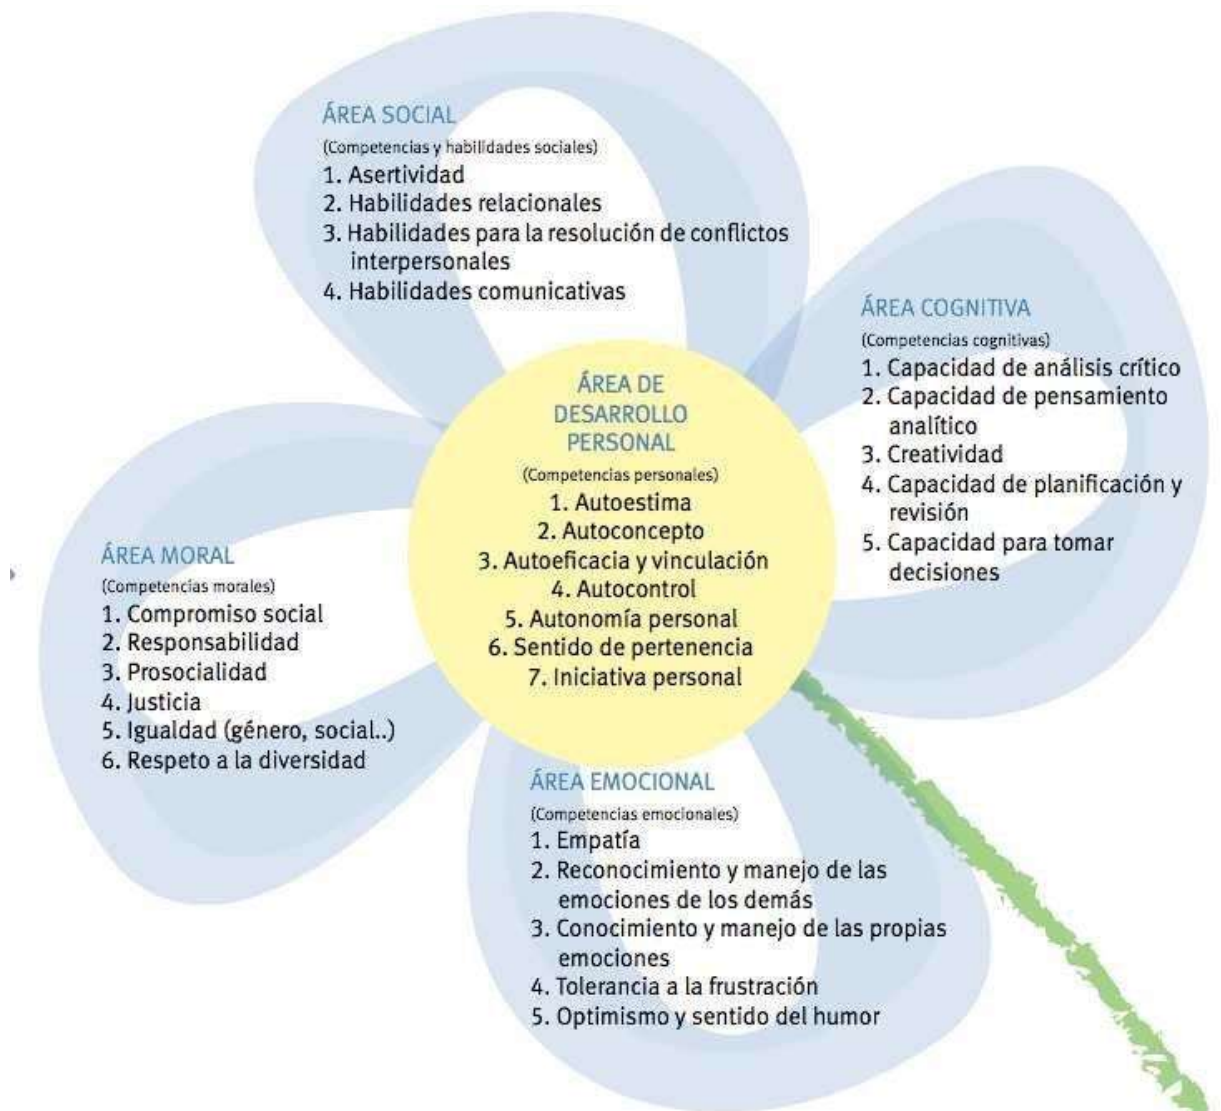 ÁREA SOCIAL
(Competencias y habilidades sociales)
1. Asertividad
2. Habilidades relacionales
3. Habilidades para la resolución de conflictos
interpersonales
4. Habilidades comunicativas
ÁREA COGNITIVA
(Competencias cognitivas)
1. Capacidad de análisis crítico
2. Capacidad de pensamiento
analítico
3. Creatividad
4. Capacidad de planificación y
revisión
5. Capacidad para tomar
decisiones
ÁREA DE
DESARROLLO
PERSONAL
(Competencias personales)
1. Autoestima
2. Autoconcepto
3. Autoeficacia y vinculación
4. Autocontrol
5. Autonomía personal
6. Sentido de pertenencia
7. Iniciativa personal
ÁREA MORAL
(Competencias morales)
1. Compromiso social
2. Responsabilidad
3. Prosocialidad
4. Justicia
5. Igualdad (género, social..)
6. Respeto a la diversidad
ÁREA EMOCIONAL
(Competencias emocionales)
1. Empatía
2. Reconocimiento y manejo de las
emociones de los demás
3. Conocimiento y manejo de las propias
emociones
4. Tolerancia a la frustración
5. Optimismo y sentido del humor